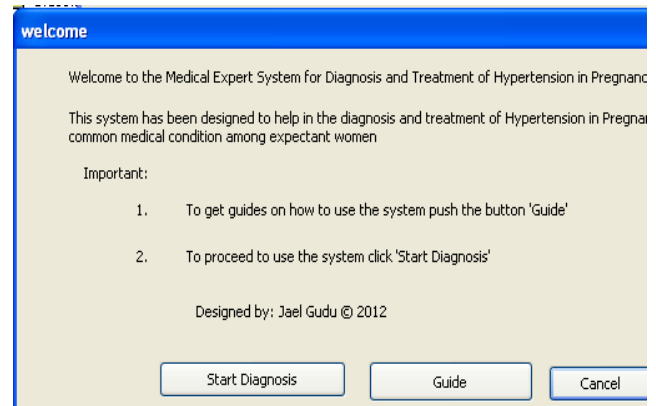 welcome
Welcome to the Medical Expert System for Diagnosis and Treatment of Hypertension in Pregnanc
This system has been designed to help in the diagnosis and treatment of Hypertension in Pregnar
common medical condition among expectant women
Important:
1. To get guides on how to use the system push the button 'Guide'
2. To proceed to use the system click 'Start Diagnosis'
Designed by: Jael Gudu © 2012
Start Diagnosis Guide Cancel